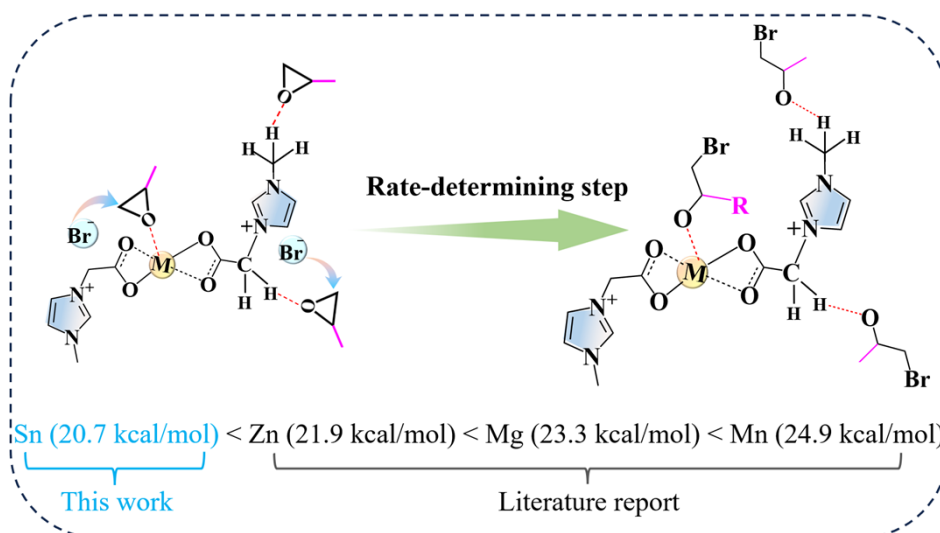 O
H
H
H
C
N
N
+
Br⁻
O
O
O
M
O
O
C
H
H
Br⁻
O
+
N
N
Rate-determining step
Br
O
H
H
H
C
N
N
+
Br
O
R
O
O
M
O
O
C
H
H
O
Br
+
N
N
Sn (20.7 kcal/mol) < Zn (21.9 kcal/mol) < Mg (23.3 kcal/mol) < Mn (24.9 kcal/mol)
This work
Literature report